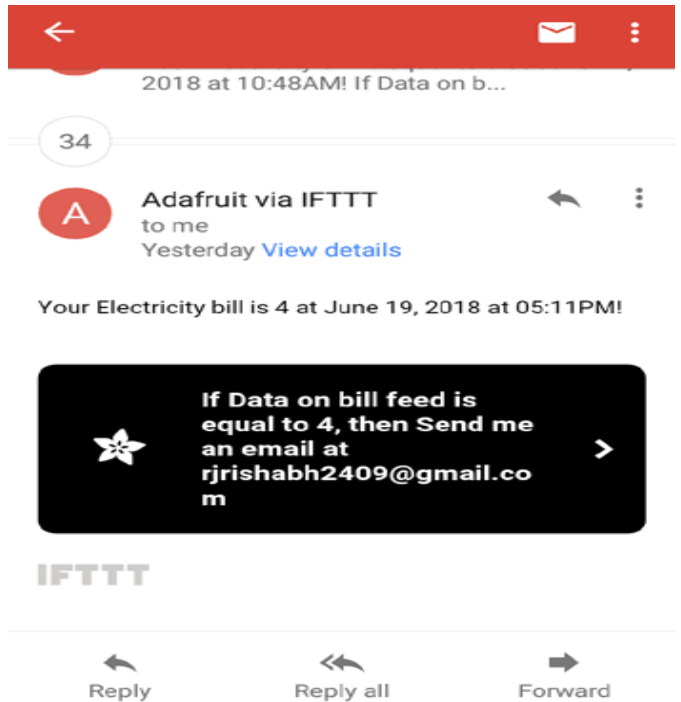 2018 at 10:48AM! If Data on b...
34
A
Adafruit via IFTTT
to me
Yesterday View details
Your Electricity bill is 4 at June 19, 2018 at 05:11PM!
If Data on bill feed is
equal to 4, then Send me
an email at
rjrishabh2409@gmail.co
m
IFTTT
Reply
Reply all
Forward